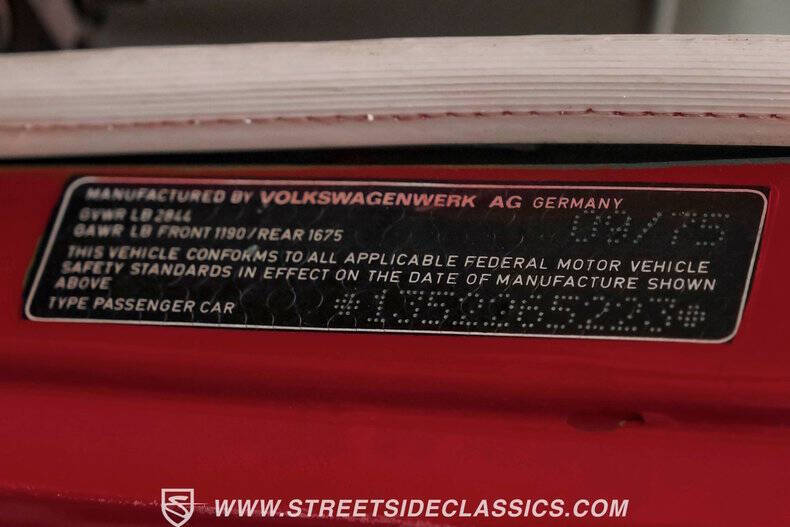 MANUFACTURED BY VOLKSWAGENWERK AG GERMANY
GVWR LB 2844
GAWR LB FRONT 1190/REAR 1675
THIS VEHICLE CONFORMS TO ALL APPLICABLE FEDERAL MOTOR VEHICLE
SAFETY STANDARDS IN EFFECT ON THE DATE OF MANUFACTURE SHOWN
ABOVE
TYPE PASSENGER CAR
WWW.STREETSIDECLASSICS.COM